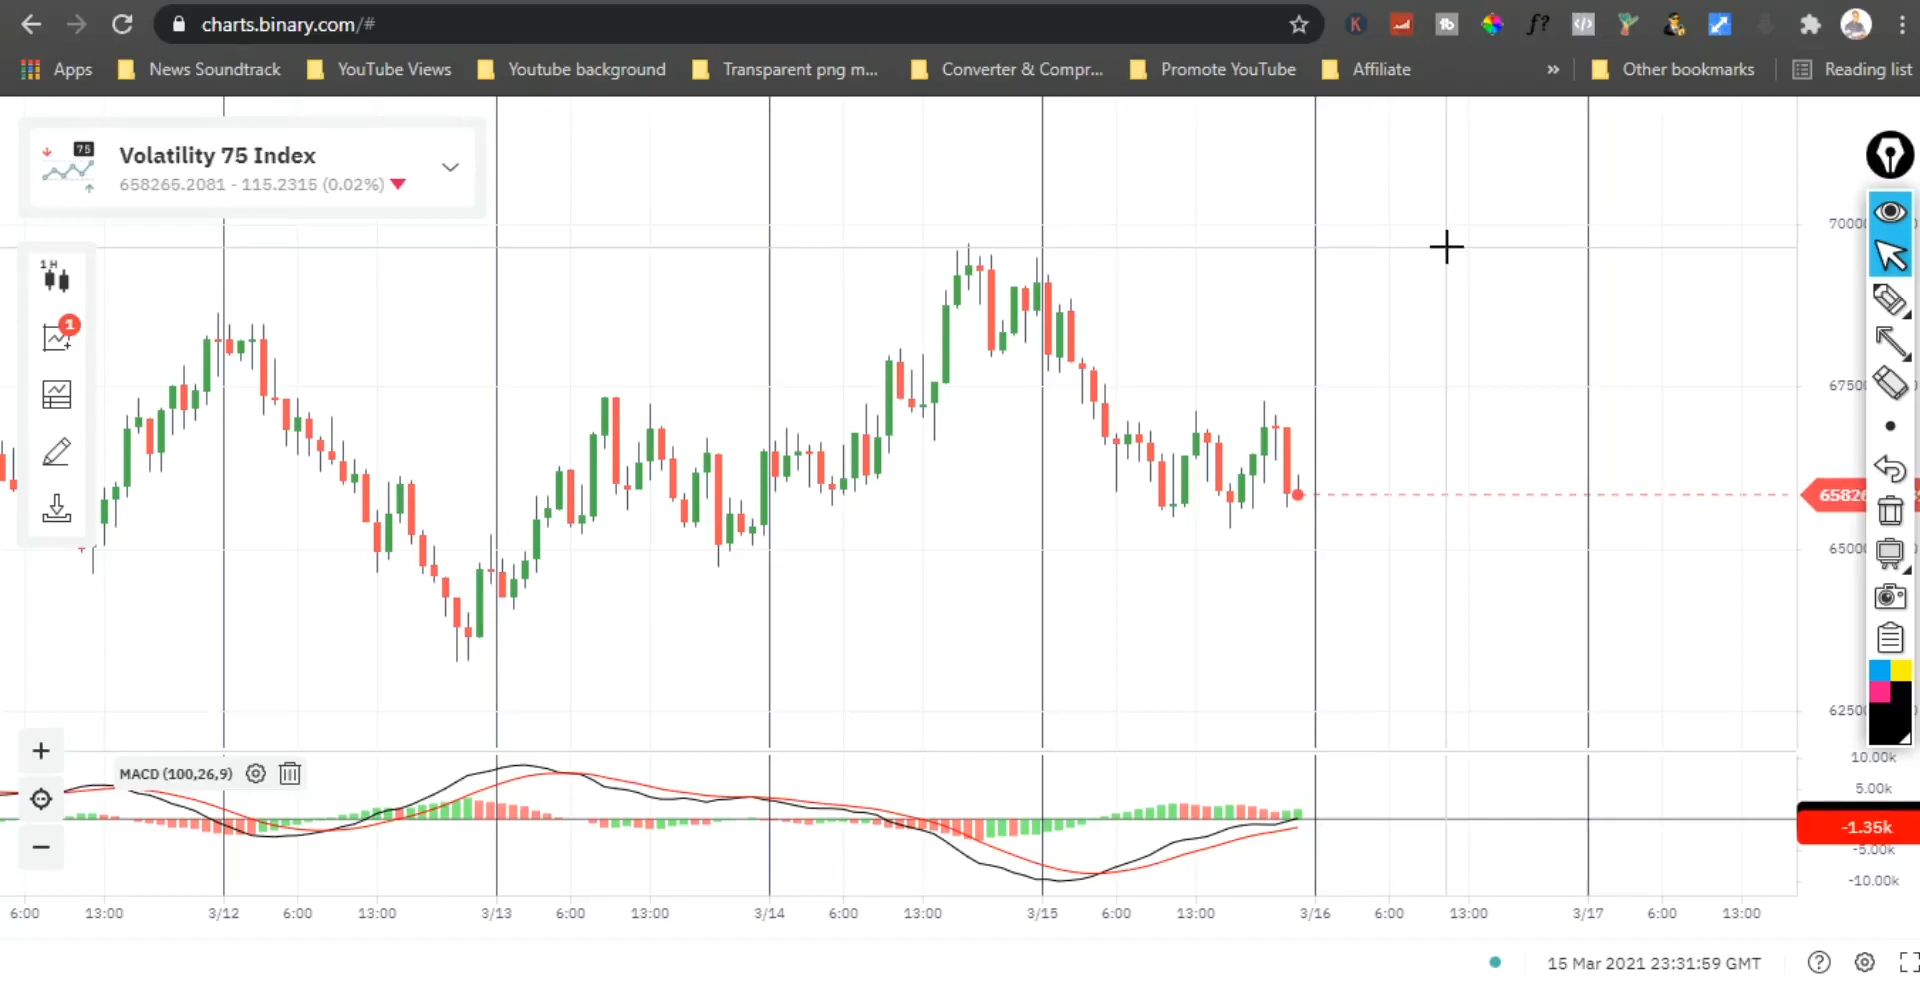 charts.binary.com/#
Apps
News Soundtrack
YouTube Views
Youtube background
Transparent png m...
Converter & Compr...
Promote YouTube
Affiliate
»
Other bookmarks
Reading list
75
Volatility 75 Index
658265.2081 - 115.2315 (0.02%)
1H
1
MACD (100,26,9)
10.00k
5.00k
-1.35k
-5.00k
-10.00k
6:00
13:00
3/12
6:00
13:00
3/13
6:00
13:00
3/14
6:00
13:00
3/15
6:00
13:00
3/16
6:00
13:00
3/17
6:00
13:00
15 Mar 2021 23:31:59 GMT